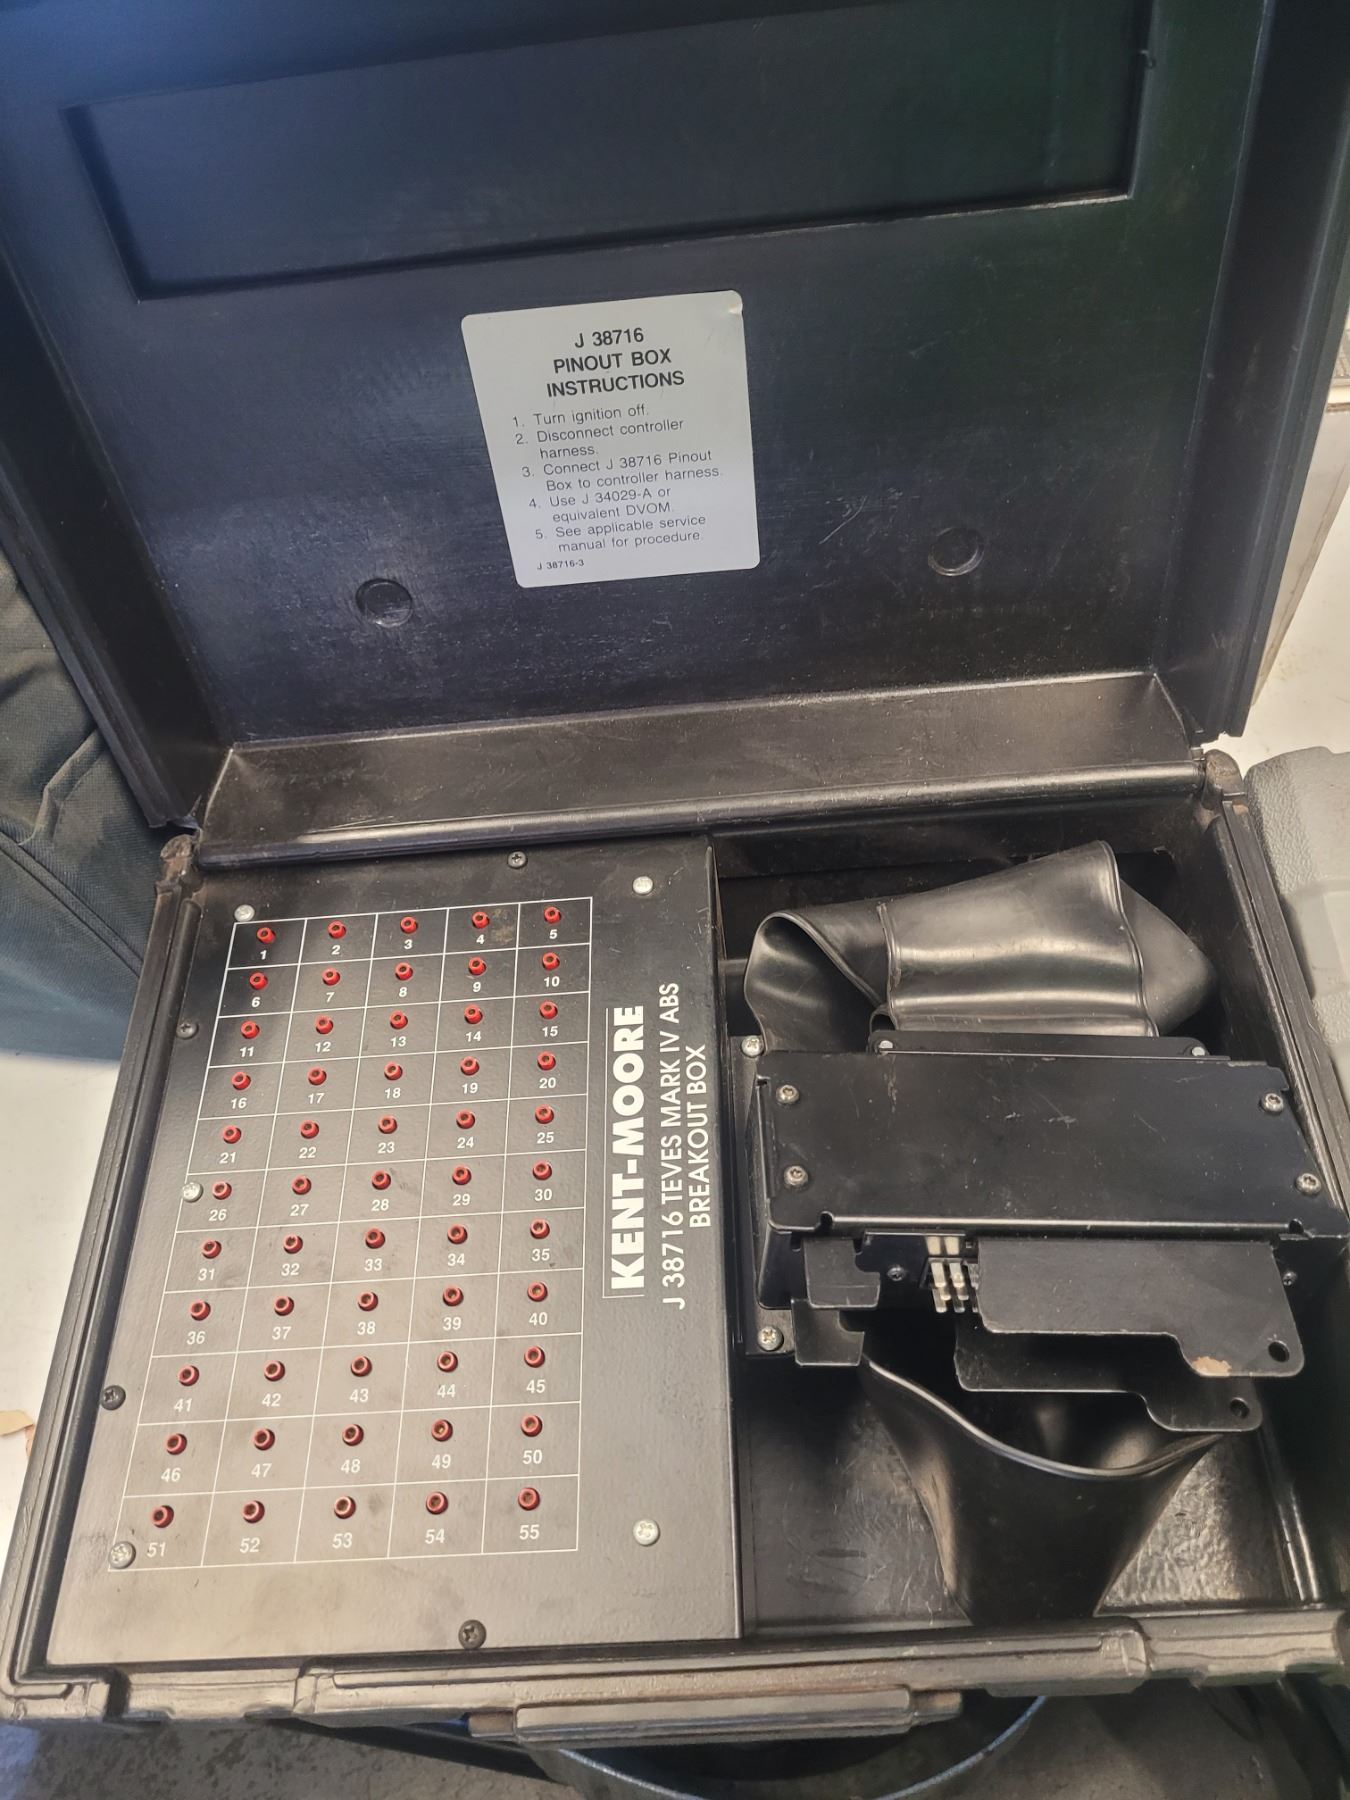 J 38716
PINOUT BOX
INSTRUCTIONS
1. Turn ignition off.
2. Disconnect controller
harness.
3. Connect J 38716 Pinout
Box to controller harness.
4. Use J 34029-A or
equivalent DVOM.
5. See applicable service
manual for procedure.
J 38716-3
1 2 3 4 5
6 7 8 9 10
11 12 13 14 15
16 17 18 19 20
21 22 23 24 25
26 27 28 29 30
31 32 33 34 35
36 37 38 39 40
41 42 43 44 45
46 47 48 49 50
51 52 53 54 55
KENT-MOORE
J 38716 TEVES MARK IV ABS
BREAKOUT BOX